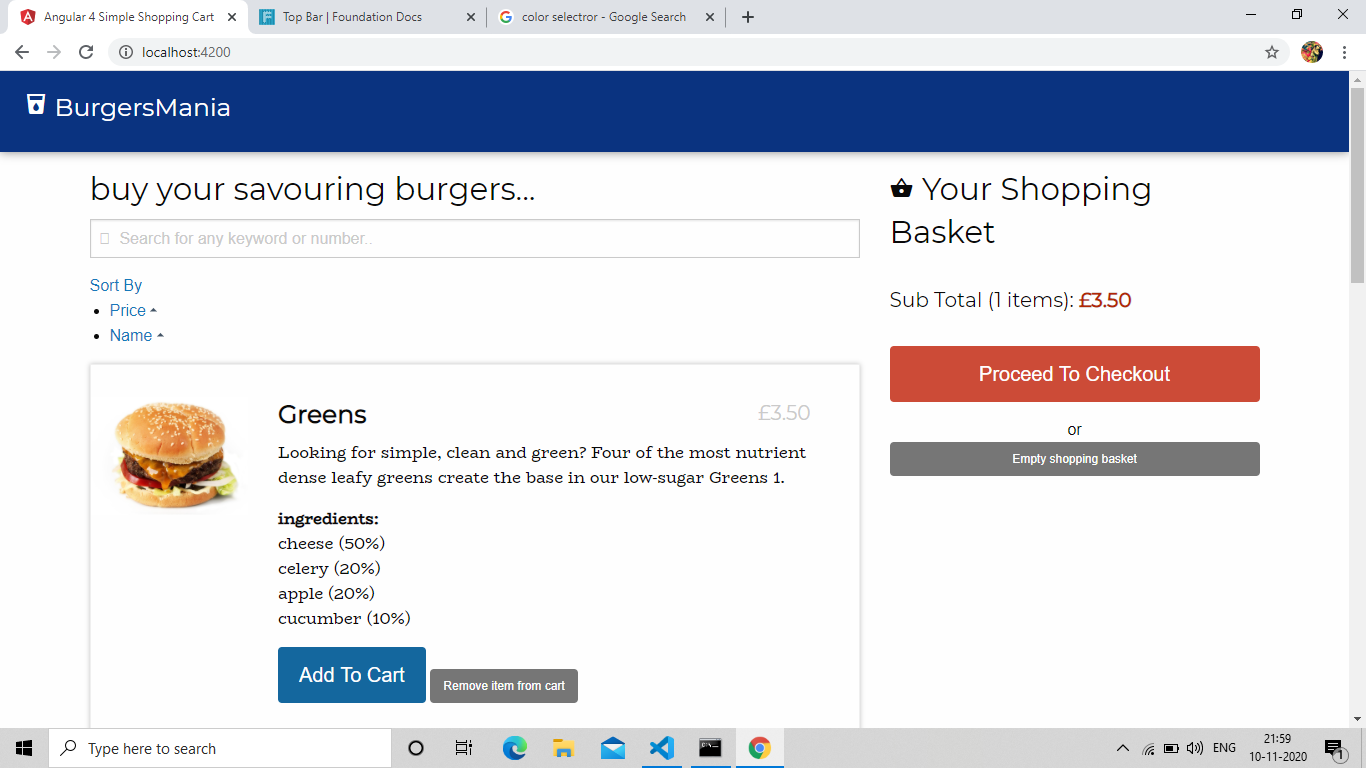 Angular 4 Simple Shopping Cart
Top Bar | Foundation Docs
color selectror - Google Search
localhost:4200
BurgersMania
buy your savouring burgers...
Search for any keyword or number..
Sort By
Price
Name
Greens
£3.50
Looking for simple, clean and green? Four of the most nutrient
dense leafy greens create the base in our low-sugar Greens 1.
ingredients:
cheese (50%)
celery (20%)
apple (20%)
cucumber (10%)
Add To Cart
Remove item from cart
Your Shopping
Basket
Sub Total (1 items): £3.50
Proceed To Checkout
or
Empty shopping basket
Type here to search
ENG
21:59
10-11-2020
1